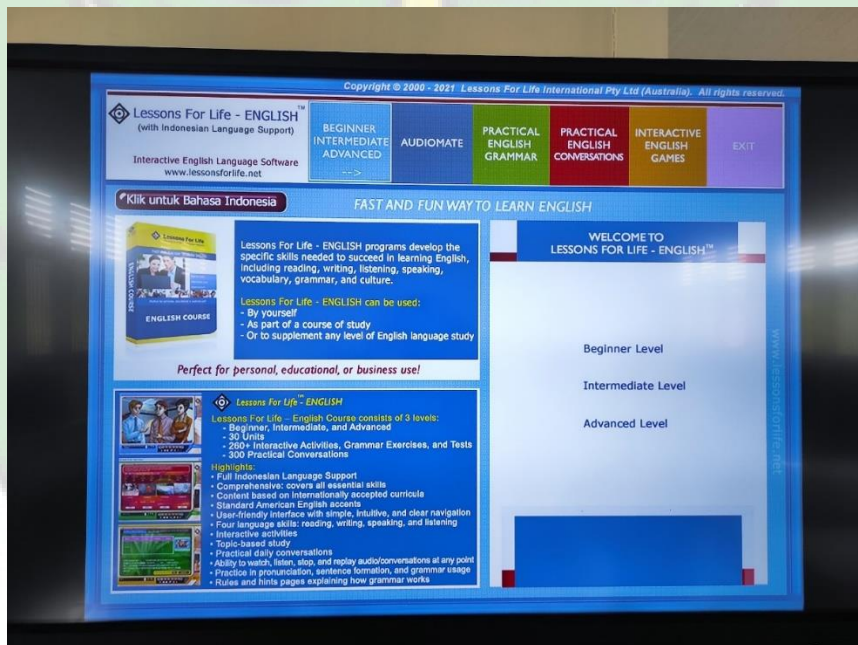 Copyright © 2000 - 2021 Lessons For Life International Pty Ltd (Australia). All rights reserved.
Lessons For Life - ENGLISH™
(with Indonesian Language Support)
Interactive English Language Software
www.lessonsforlife.net
BEGINNER
INTERMEDIATE
ADVANCED
-->
AUDIOMATE
PRACTICAL
ENGLISH
GRAMMAR
PRACTICAL
ENGLISH
CONVERSATIONS
INTERACTIVE
ENGLISH
GAMES
EXIT
Klik untuk Bahasa Indonesia
FAST AND FUN WAY TO LEARN ENGLISH
Lessons For Life
ENGLISH COURSE
ENGLISH COURSE
Lessons For Life - ENGLISH programs develop the
specific skills needed to succeed in learning English,
including reading, writing, listening, speaking,
vocabulary, grammar, and culture.
Lessons For Life - ENGLISH can be used:
- By yourself
- As part of a course of study
- Or to supplement any level of English language study
Perfect for personal, educational, or business use!
Lessons For Life™- ENGLISH
Lessons For Life – English Course consists of 3 levels:
- Beginner, Intermediate, and Advanced
- 30 Units
- 260+ Interactive Activities, Grammar Exercises, and Tests
- 300 Practical Conversations
Highlights:
• Full Indonesian Language Support
• Comprehensive: covers all essential skills
• Content based on internationally accepted curricula
• Standard American English accents
• User-friendly interface with simple, intuitive, and clear navigation
• Four language skills: reading, writing, speaking, and listening
• Interactive activities
• Topic-based study
• Practical daily conversations
• Ability to watch, listen, stop, and replay audio/conversations at any point
• Practice in pronunciation, sentence formation, and grammar usage
• Rules and hints pages explaining how grammar works
WELCOME TO
LESSONS FOR LIFE - ENGLISH™
Beginner Level
Intermediate Level
Advanced Level
www.lessonsforlife.net